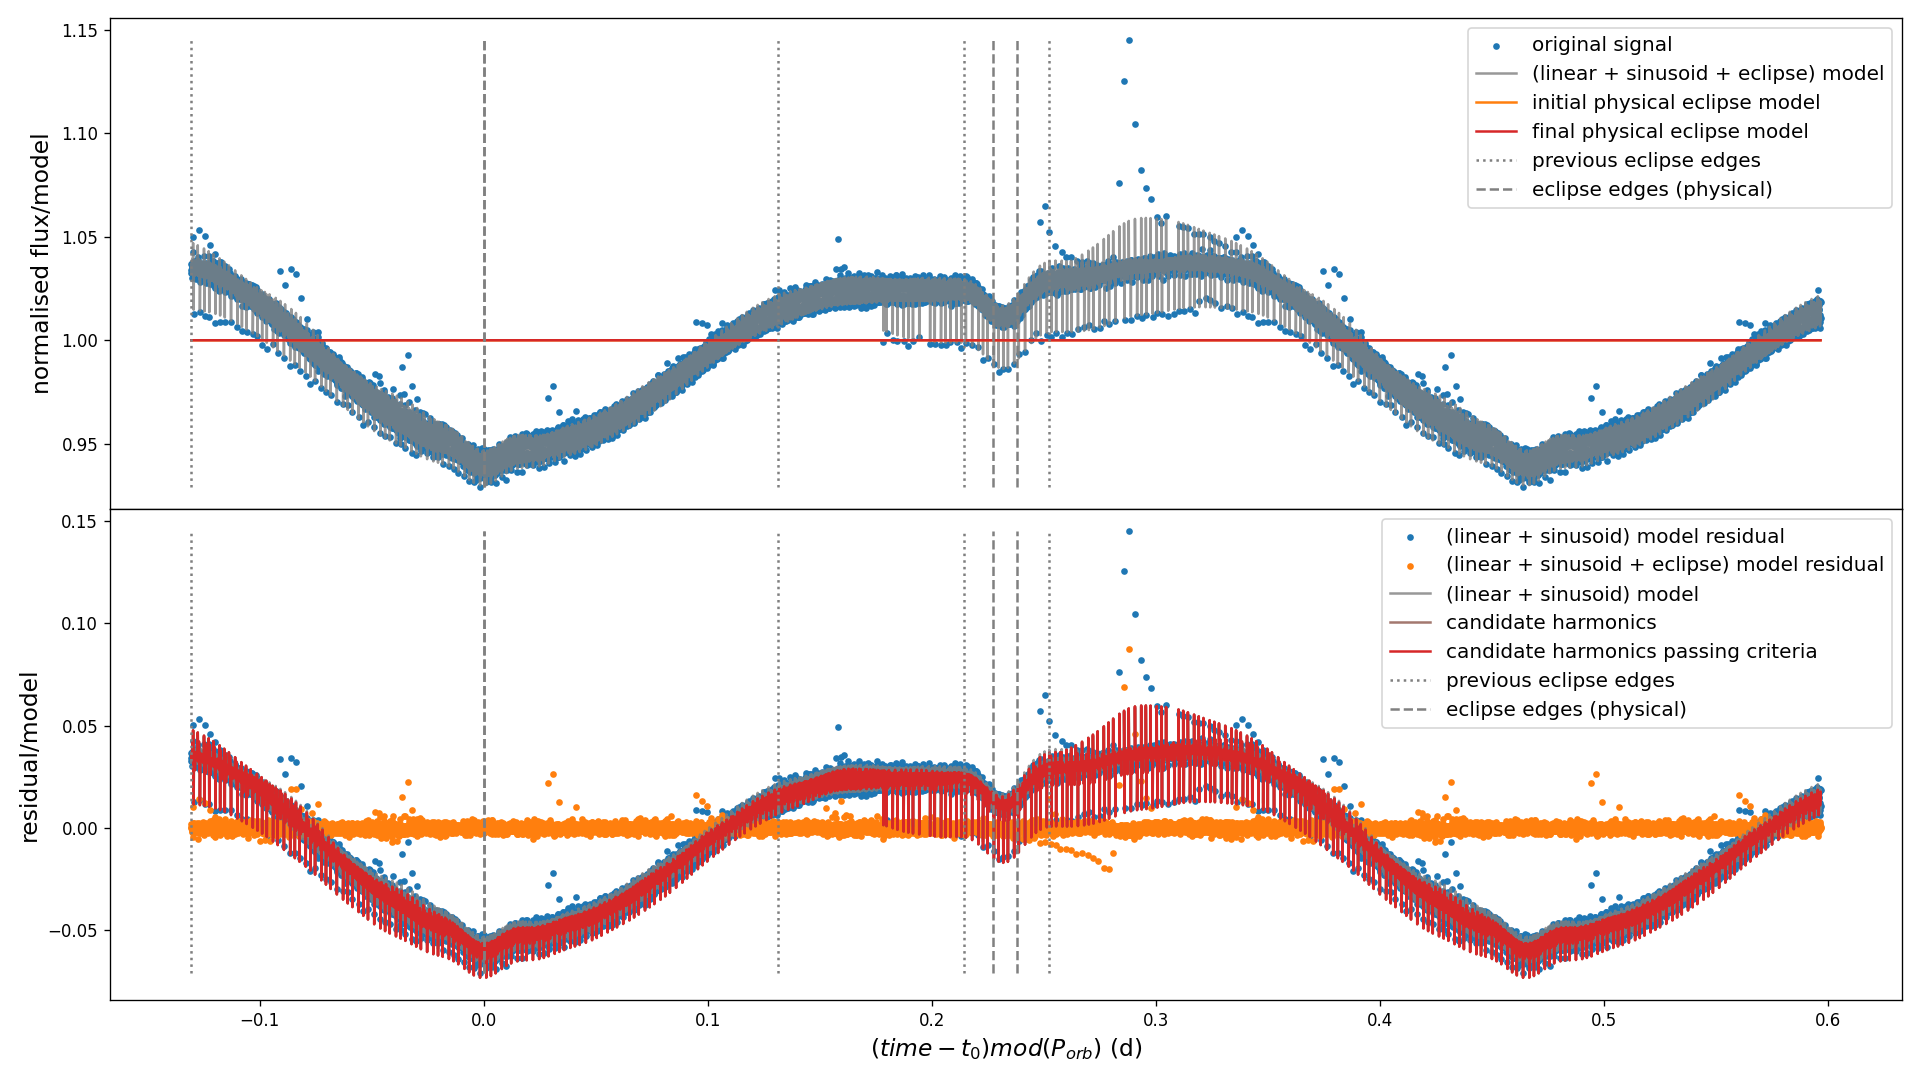 normalised flux/model
1.15
1.10
1.05
1.00
0.95
original signal
(linear + sinusoid + eclipse) model
initial physical eclipse model
final physical eclipse model
previous eclipse edges
eclipse edges (physical)
residual/model
0.15
0.10
0.05
0.00
−0.05
(linear + sinusoid) model residual
(linear + sinusoid + eclipse) model residual
(linear + sinusoid) model
candidate harmonics
candidate harmonics passing criteria
previous eclipse edges
eclipse edges (physical)
−0.1 0.0 0.1 0.2 0.3 0.4 0.5 0.6
(time − t0)mod(Porb) (d)